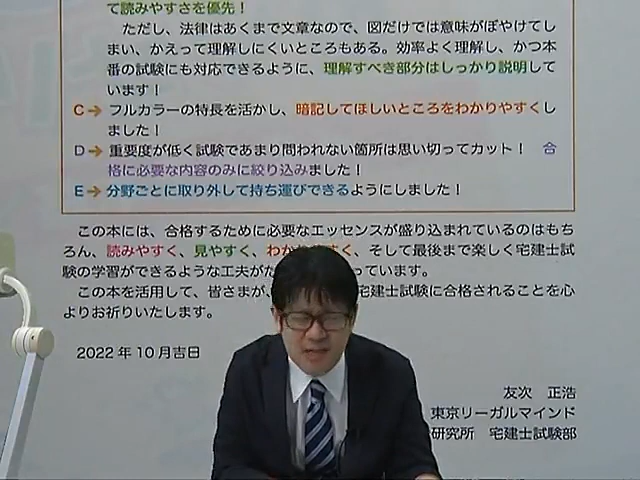 て読みやすさを優先！
ただし、法律はあくまで文章なので、図だけでは意味がぼやけてし
まい、かえって理解しにくいところもある。効率よく理解し、かつ本
番の試験にも対応できるように、理解すべき部分はしっかり説明して
います！
C→ フルカラーの特長を活かし、暗記してほしいところをわかりやすくし
ました！
D→ 重要度が低く試験であまり問われない箇所は思い切ってカット！ 合
格に必要な内容のみに絞り込みました！
E→ 分野ごとに取り外して持ち運びできるようにしました！
この本には、合格するために必要なエッセンスが盛り込まれているのはもち
ろん、読みやすく、見やすく、わか すく、そして最後まで楽しく宅建士試
験の学習ができるような工夫がた っています。
この本を活用して、皆さまが、 宅建士試験に合格されることを心
よりお祈りいたします。
2022年10月吉日
友次 正浩
東京リーガルマインド
研究所 宅建士試験部